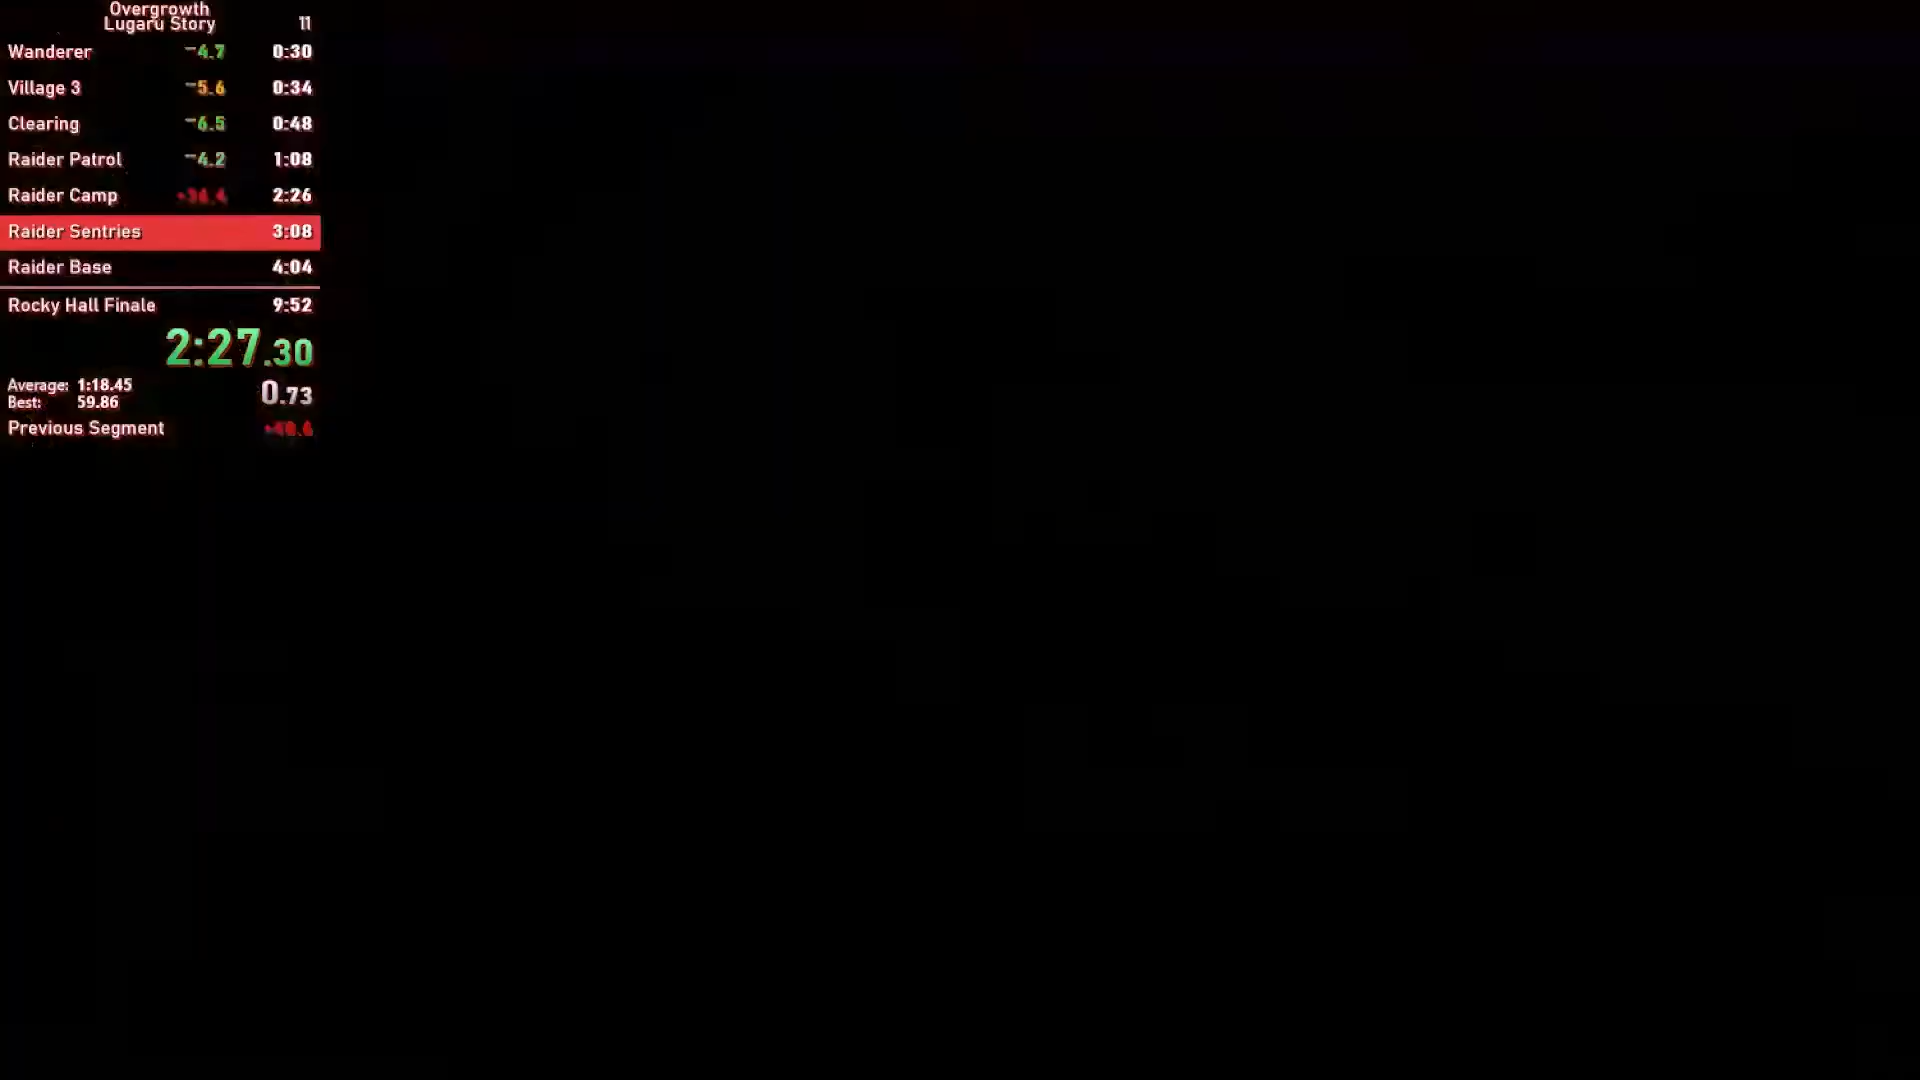 Overgrowth
Lugaru Story 11
Wanderer −4.7 0:30
Village 3 −5.6 0:34
Clearing −6.5 0:48
Raider Patrol −4.2 1:08
Raider Camp +36.4 2:26
Raider Sentries 3:08
Raider Base 4:04
Rocky Hall Finale 9:52
2:27.30
Average: 1:18.45
Best: 59.86
0.73
Previous Segment